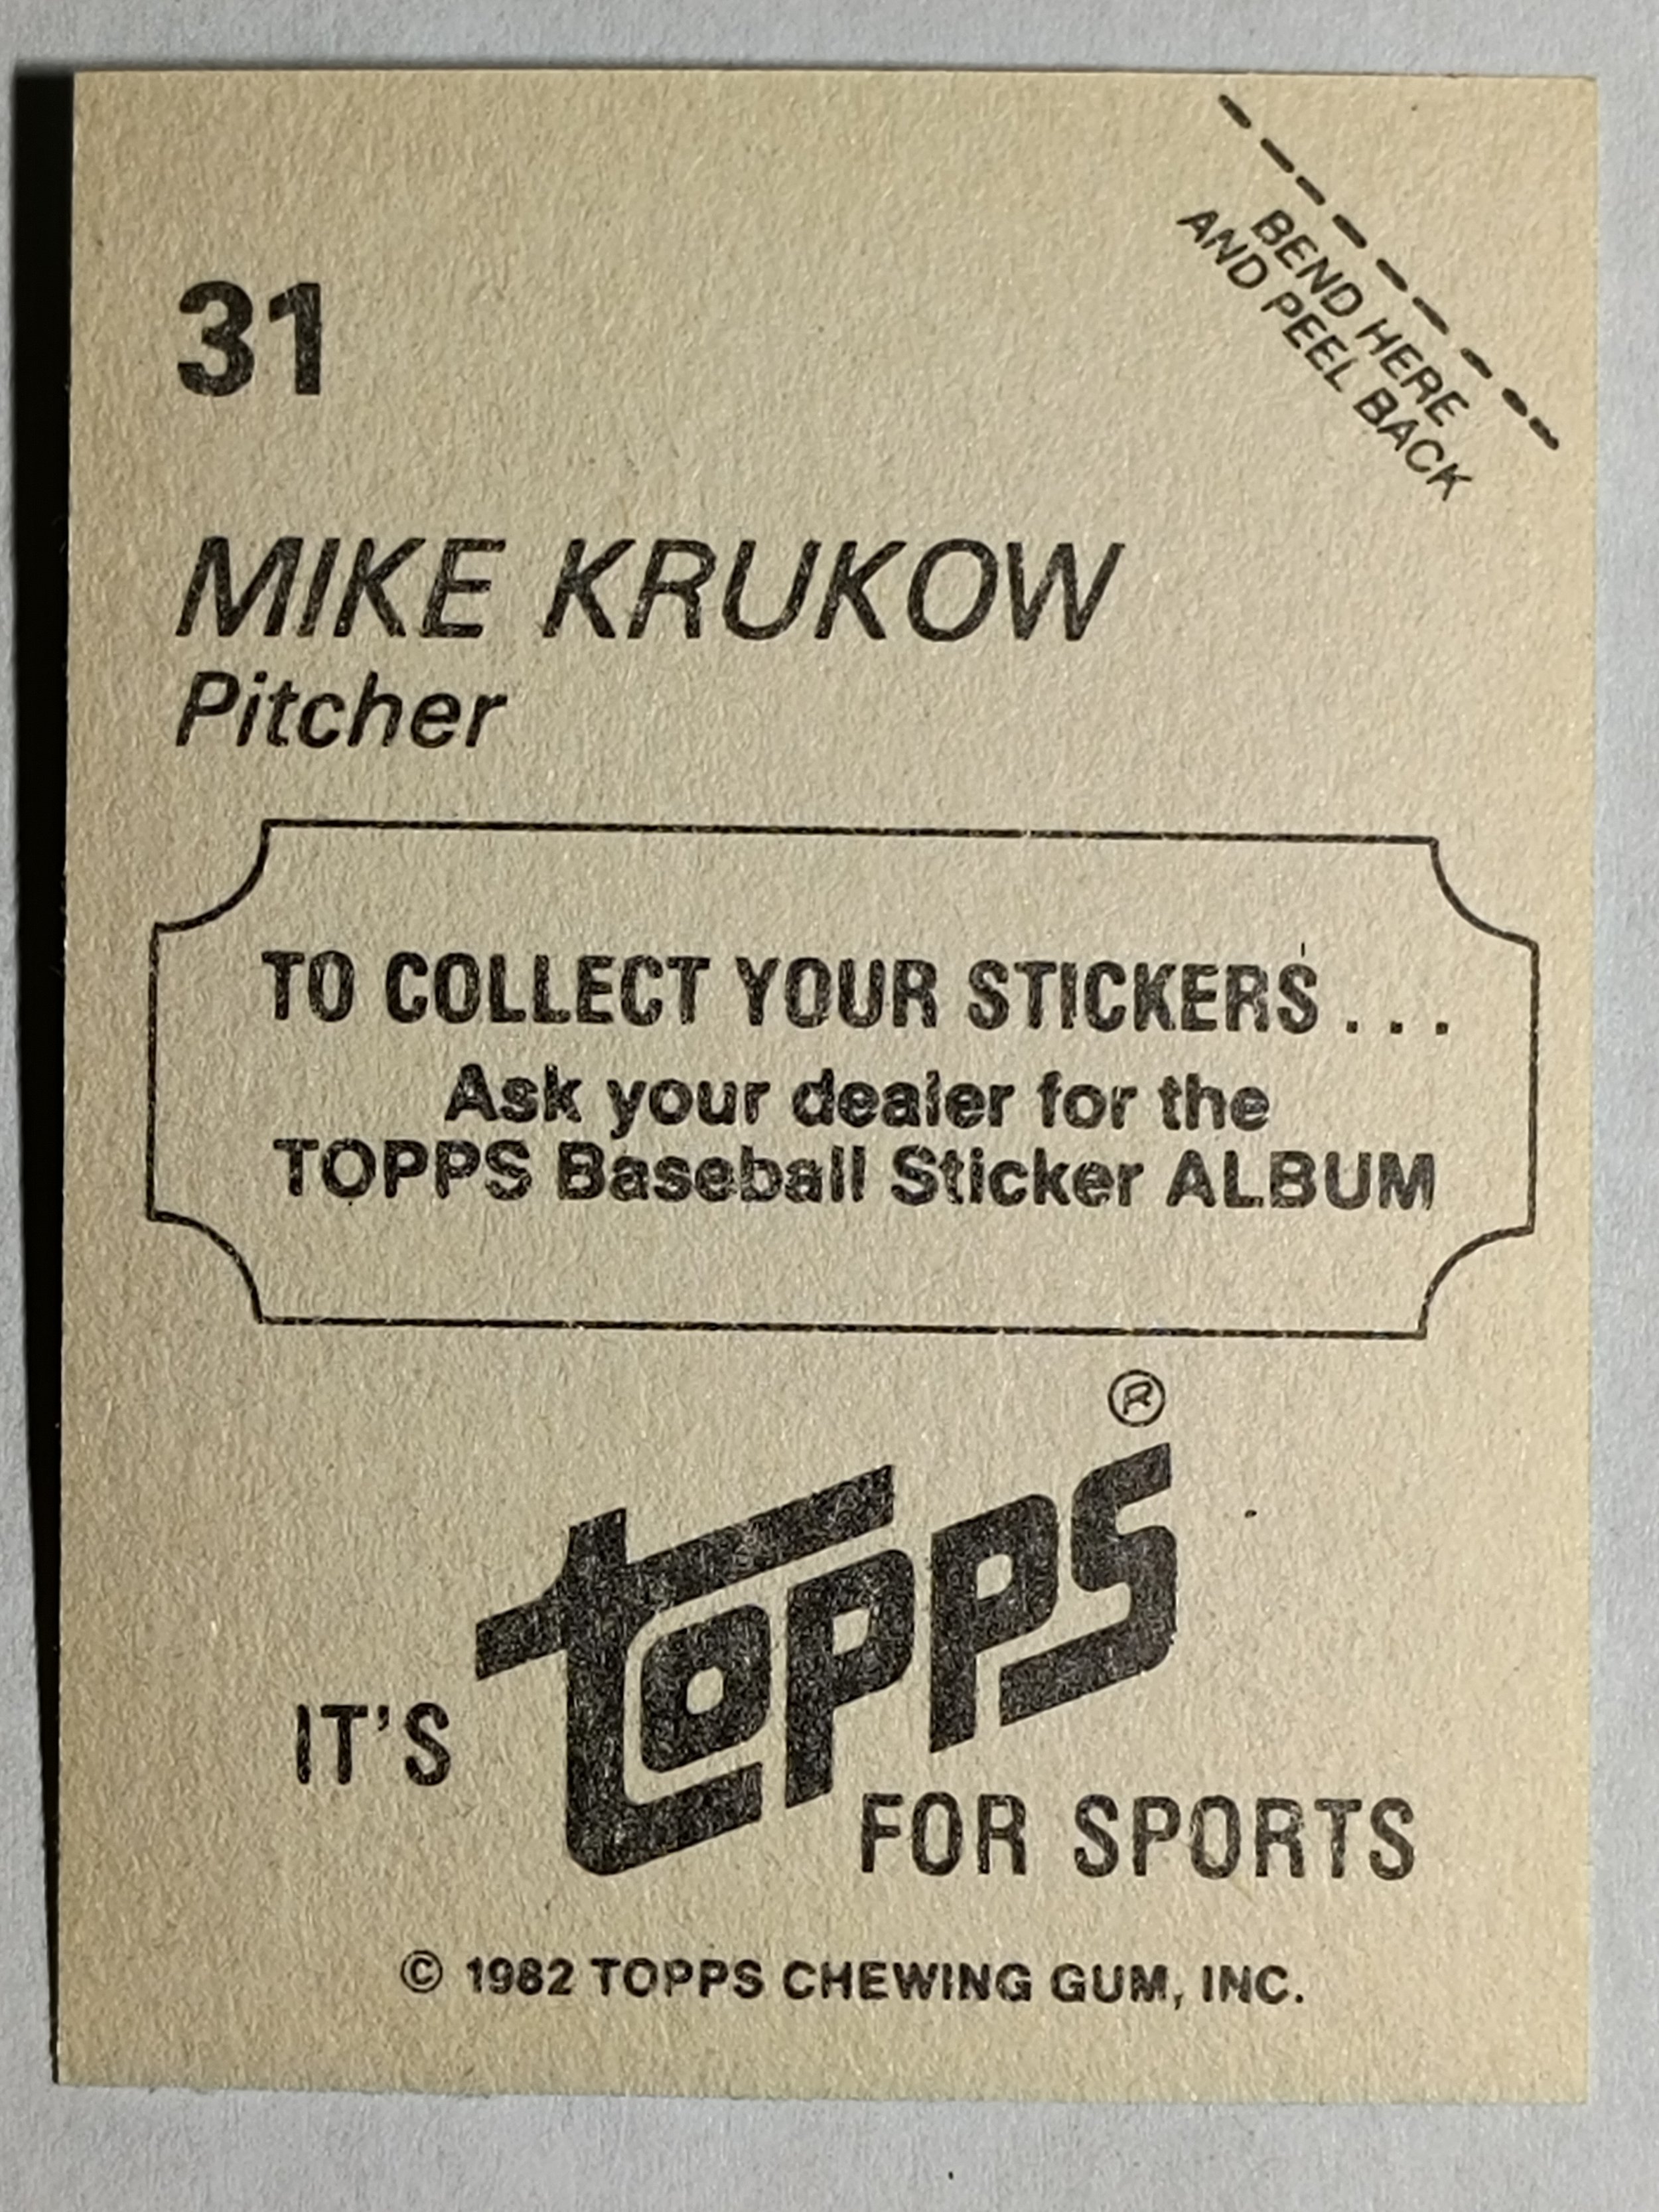 BEND HERE
AND PEEL BACK
31
MIKE KRUKOW
Pitcher
TO COLLECT YOUR STICKERS...
Ask your dealer for the
TOPPS Baseball Sticker ALBUM
IT'S topps®
FOR SPORTS
© 1982 TOPPS CHEWING GUM, INC.